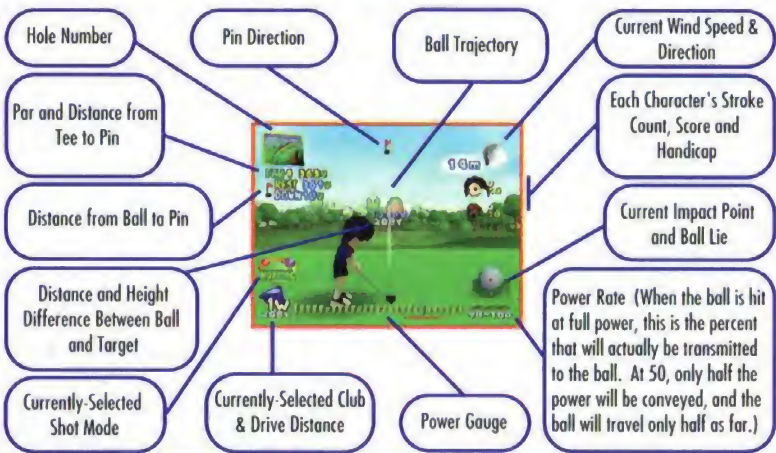 Hole Number
Pin Direction
Ball Trajectory
Current Wind Speed &
Direction
Par and Distance from
Tee to Pin
Each Character's Stroke
Count, Score and
Handicap
14m
Distance from Ball ta Pin
Current Impact Point
and Ball Lie
Distance and Height
Difference Between Ball
and Target
Power Rate (When the ball is hit
at full power, this is the percent
that will actually be transmitted
to the ball. At 50, only half the
power will be conveyed, and the
ball will travel only half as far.)
1W
Currently-Selected
Shot Mode
Currently-Selected Club
& Drive Distance
Power Gauge